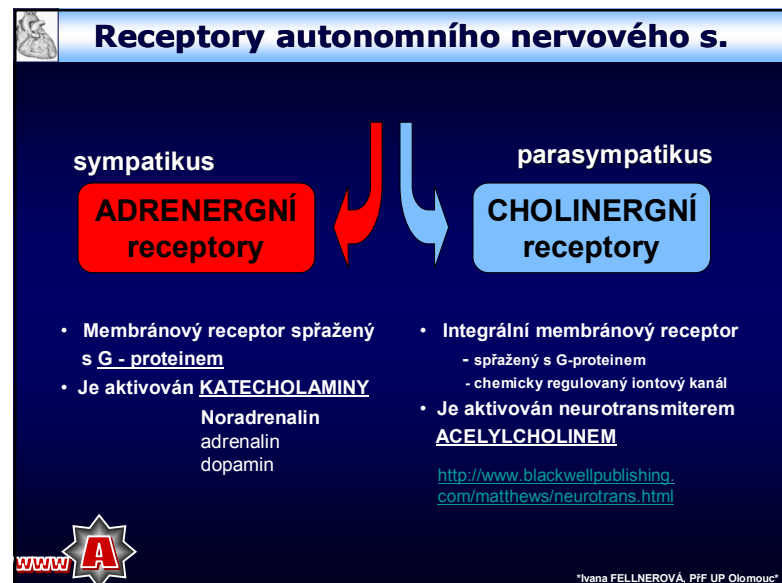 Receptory autonomního nervového s.
sympatikus
ADRENERGNÍ
receptory
• Membránový receptor spřažený
s G - proteinem
• Je aktivován KATECHOLAMINY
Noradrenalin
adrenalin
dopamin
parasympatikus
CHOLINERGNÍ
receptory
• Integrální membránový receptor
- spřažený s G-proteinem
- chemicky regulovaný iontový kanál
• Je aktivován neurotransmiterem
ACELYLCHOLINEM
http://www.blackwellpublishing.
com/matthews/neurotrans.html
www A
*Ivana FELLNEROVÁ, PřF UP Olomouc*